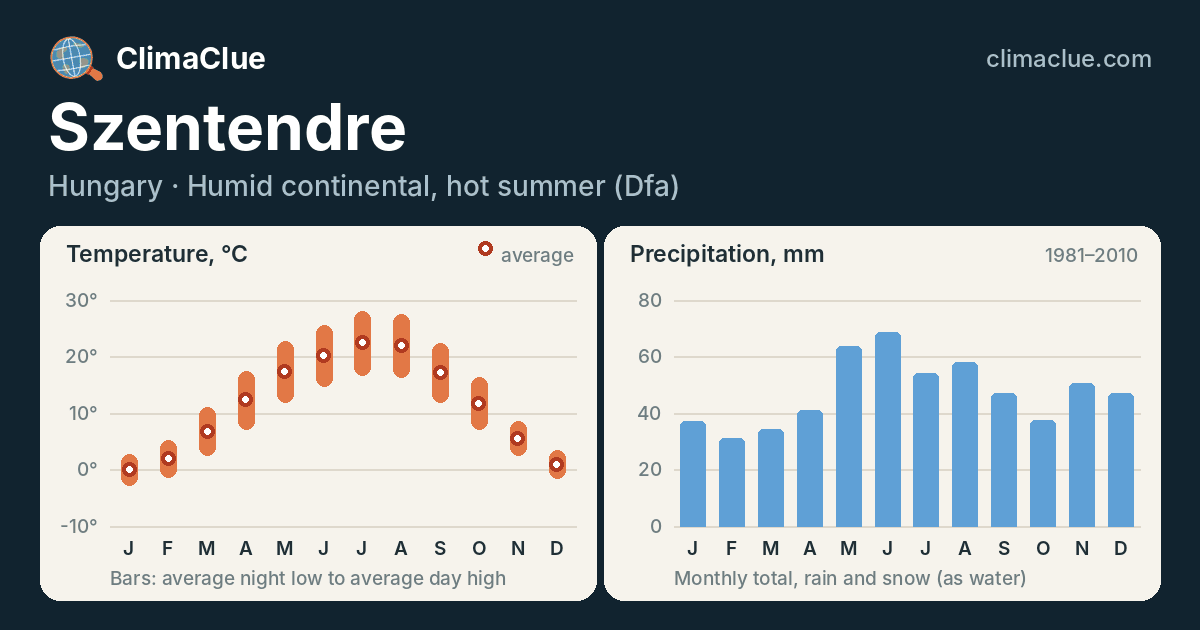 ClimaClue
climaclue.com
Szentendre
Hungary · Humid continental, hot summer (Dfa)
Temperature, °C
average
30°
20°
10°
0°
-10°
J F M A M J J A S O N D
Bars: average night low to average day high
Precipitation, mm
1981–2010
80
60
40
20
0
J F M A M J J A S O N D
Monthly total, rain and snow (as water)